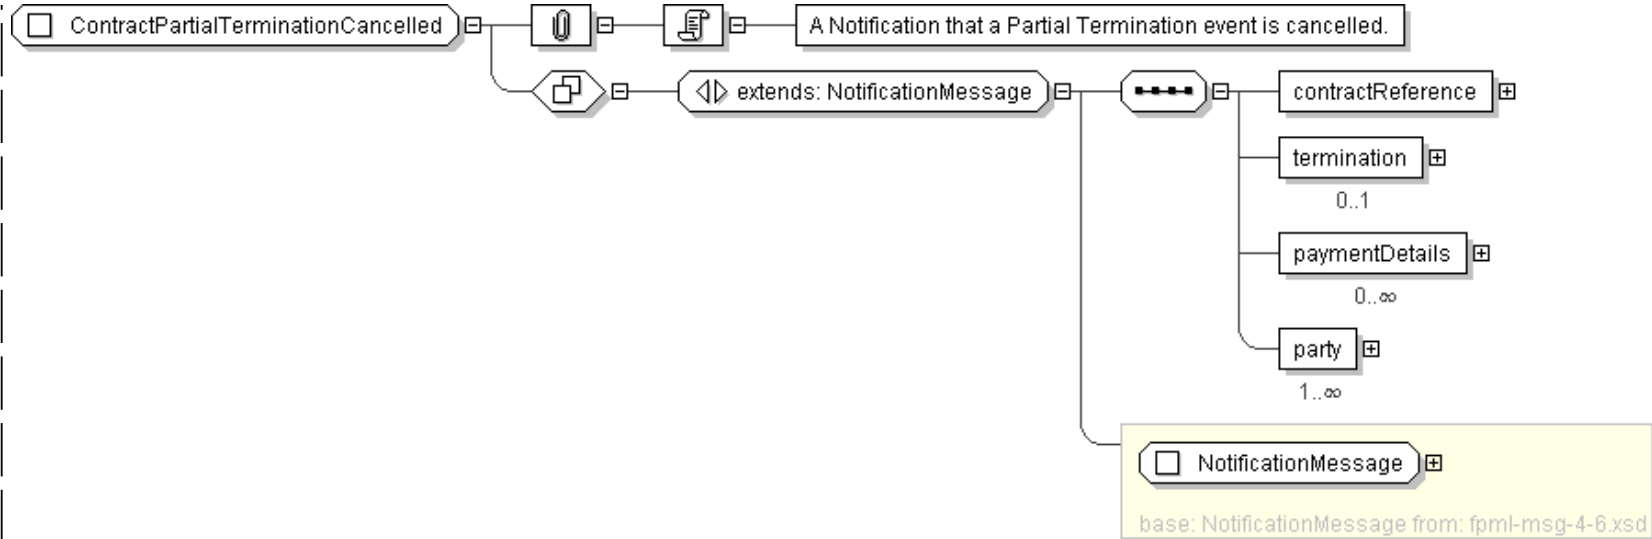 ContractPartialTerminationCancelled
A Notification that a Partial Termination event is cancelled.
extends: NotificationMessage
contractReference
termination
0..1
paymentDetails
0..∞
party
1..∞
NotificationMessage
base: NotificationMessage from: fpml-msg-4-6.xsd